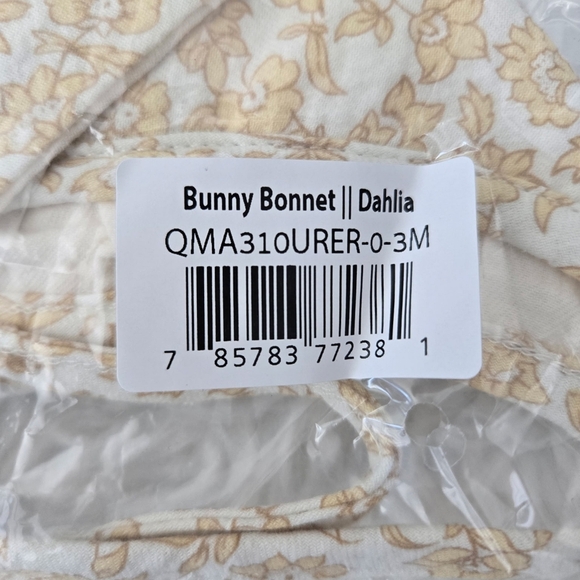 Bunny Bonnet || Dahlia
QMA310URER-0-3M
7 85783 77238 1